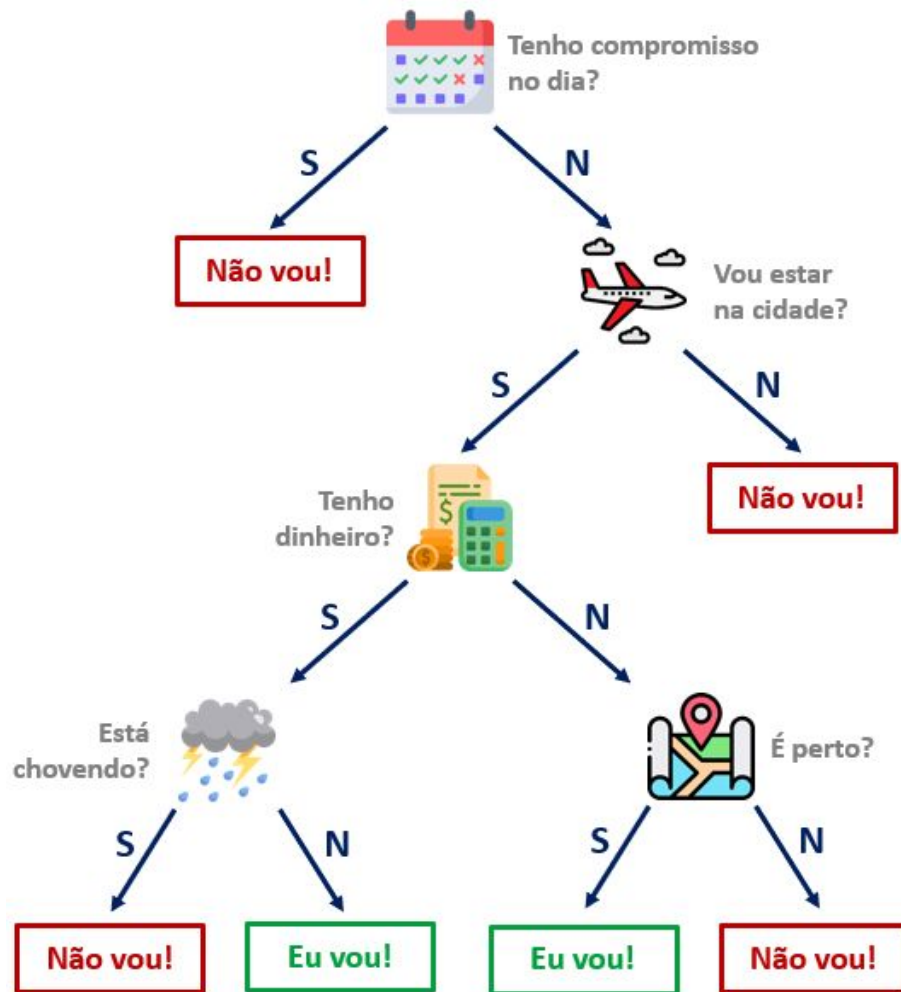 Tenho compromisso
no dia?
S
N
Não vou!
Vou estar
na cidade?
S
N
Não vou!
Tenho
dinheiro?
$
$
S
N
Está
chovendo?
É perto?
S
N
S
N
Não vou!
Eu vou!
Eu vou!
Não vou!